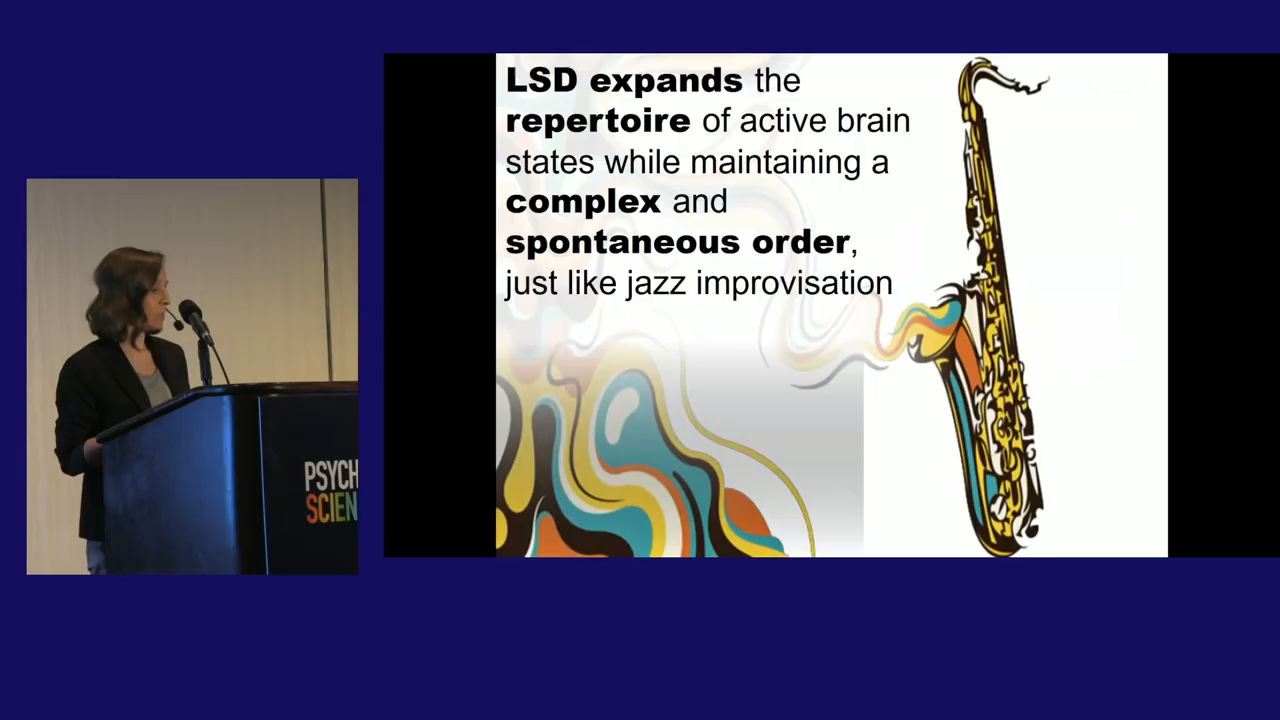 LSD expands the
repertoire of active brain
states while maintaining a
complex and
spontaneous order,
just like jazz improvisation
PSYCH
SCIEN